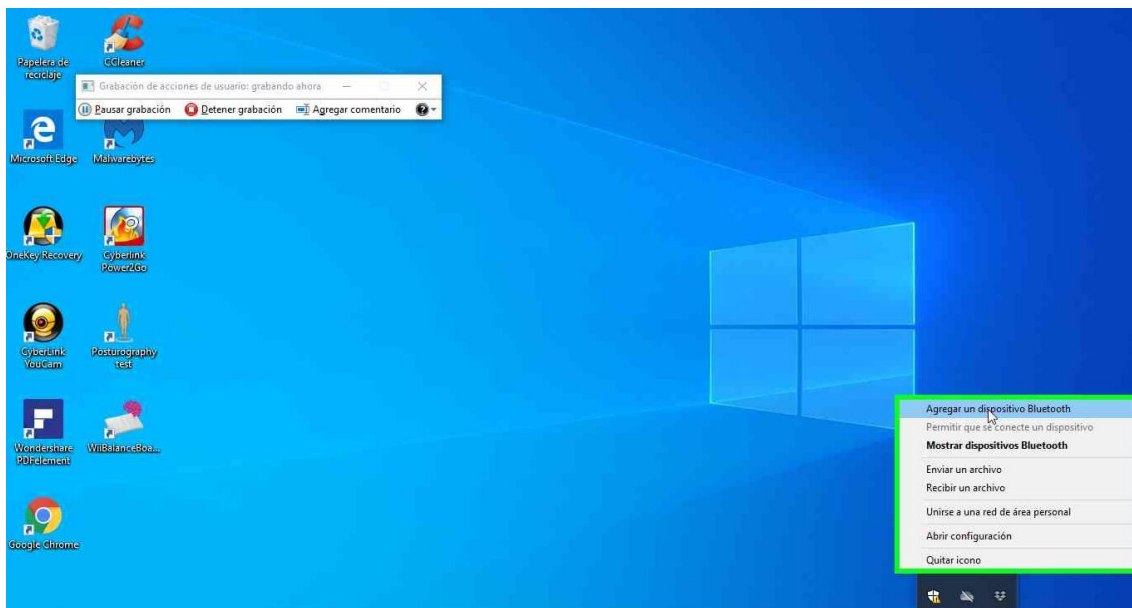 Papelera de
reciclaje
CCleaner
Grabación de acciones de usuario: grabando ahora
Pausar grabación
Detener grabación
Agregar comentario
Microsoft Edge
Malwarebytes
OneKey Recovery
Cyberlink
Power2Go
CyberLink
YouCam
Posturography
test
Wondershare
PDFelement
WiiBalanceBoa...
Google Chrome
Agregar un dispositivo Bluetooth
Permitir que se conecte un dispositivo
Mostrar dispositivos Bluetooth
Enviar un archivo
Recibir un archivo
Unirse a una red de área personal
Abrir configuración
Quitar icono